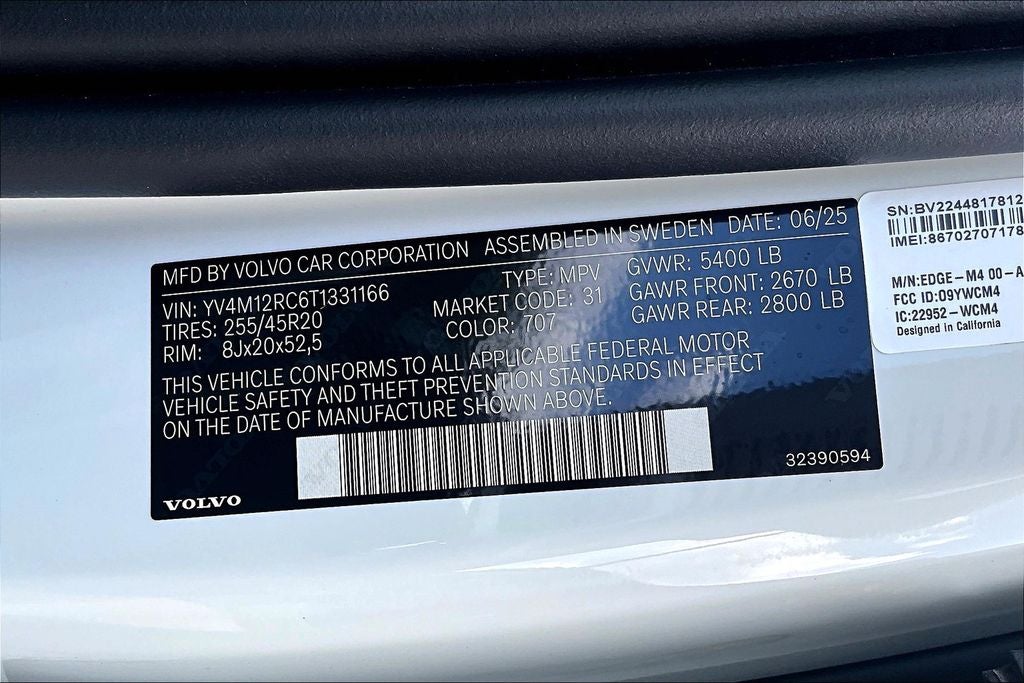 MFD BY VOLVO CAR CORPORATION ASSEMBLED IN SWEDEN DATE: 06/25
VIN: YV4M12RC6T1331166 TYPE: MPV GVWR: 5400 LB
TIRES: 255/45R20 MARKET CODE: 31 GAWR FRONT: 2670 LB
RIM: 8Jx20x52,5 COLOR: 707 GAWR REAR: 2800 LB
THIS VEHICLE CONFORMS TO ALL APPLICABLE FEDERAL MOTOR
VEHICLE SAFETY AND THEFT PREVENTION STANDARDS IN EFFECT
ON THE DATE OF MANUFACTURE SHOWN ABOVE.
32390594
VOLVO
SN:BV2244817812
IMEI:86702707178
M/N:EDGE-M4 00-A
FCC ID:09YWCM4
IC:22952-WCM4
Designed in California